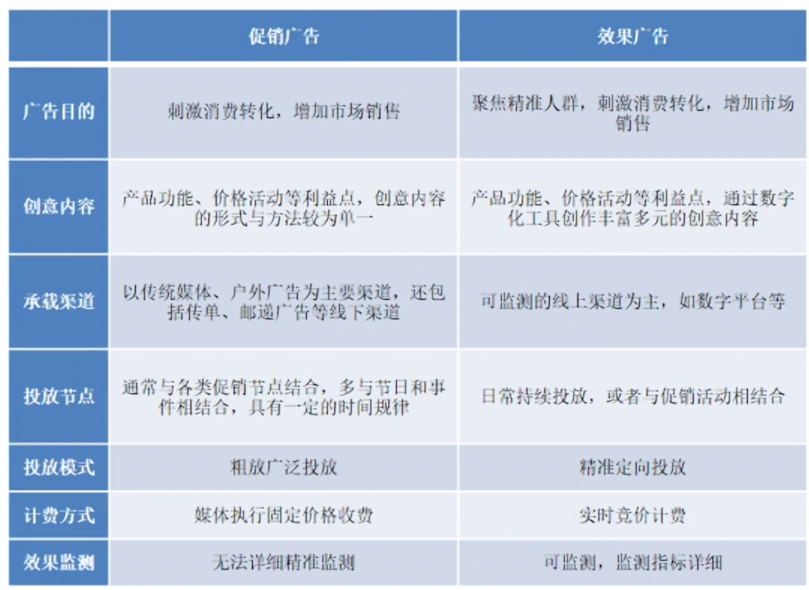 促销广告
效果广告
广告目的
刺激消费转化，增加市场销售
聚焦精准人群，刺激消费转化，增加市场
销售
创意内容
产品功能、价格活动等利益点，创意内容
的形式与方法较为单一
产品功能、价格活动等利益点，通过数字
化工具创作丰富多元的创意内容
承载渠道
以传统媒体、户外广告为主要渠道，还包
括传单、邮递广告等线下渠道
可监测的线上渠道为主，如数字平台等
投放节点
通常与各类促销节点结合，多与节日和事
件相结合，具有一定的时间规律
日常持续投放，或者与促销活动相结合
投放模式
粗放广泛投放
精准定向投放
计费方式
媒体执行固定价格收费
实时竞价计费
效果监测
无法详细精准监测
可监测，监测指标详细